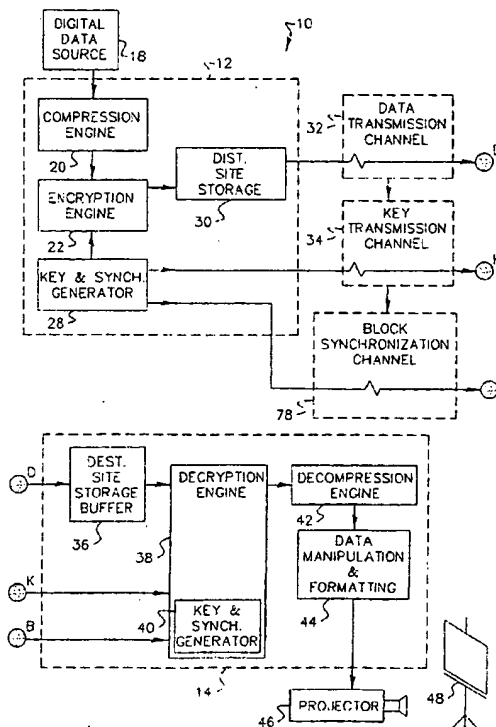 DIGITAL
DATA
SOURCE
18
10
12
COMPRESSION
ENGINE
20
ENCRYPTION
ENGINE
22
KEY & SYNCH.
GENERATOR
28
DIST.
SITE
STORAGE
30
32
DATA
TRANSMISSION
CHANNEL
34
KEY
TRANSMISSION
CHANNEL
BLOCK
SYNCHRONIZATION
CHANNEL
78
D
DEST.
SITE
STORAGE
BUFFER
36
DECRYPTION
ENGINE
38
K
B
40
KEY &
SYNCH.
GENERATOR
DECOMPRESSION
ENGINE
42
DATA
MANIPULATION
&
FORMATTING
44
14
PROJECTOR
46
48